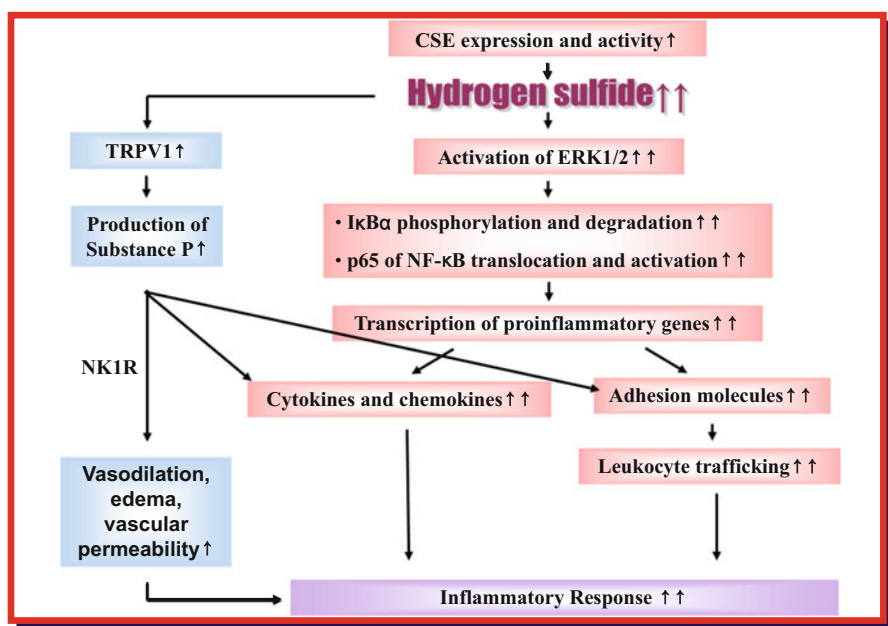 CSE expression and activity↑
Hydrogen sulfide↑↑
TRPV1↑
Activation of ERK1/2↑↑
Production of
Substance P↑
· IκBα phosphorylation and degradation↑↑
· p65 of NF-κB translocation and activation↑↑
Transcription of proinflammatory genes↑↑
NK1R
Cytokines and chemokines↑↑
Adhesion molecules↑↑
Leukocyte trafficking↑↑
Vasodilation,
edema,
vascular
permeability↑
Inflammatory Response ↑↑